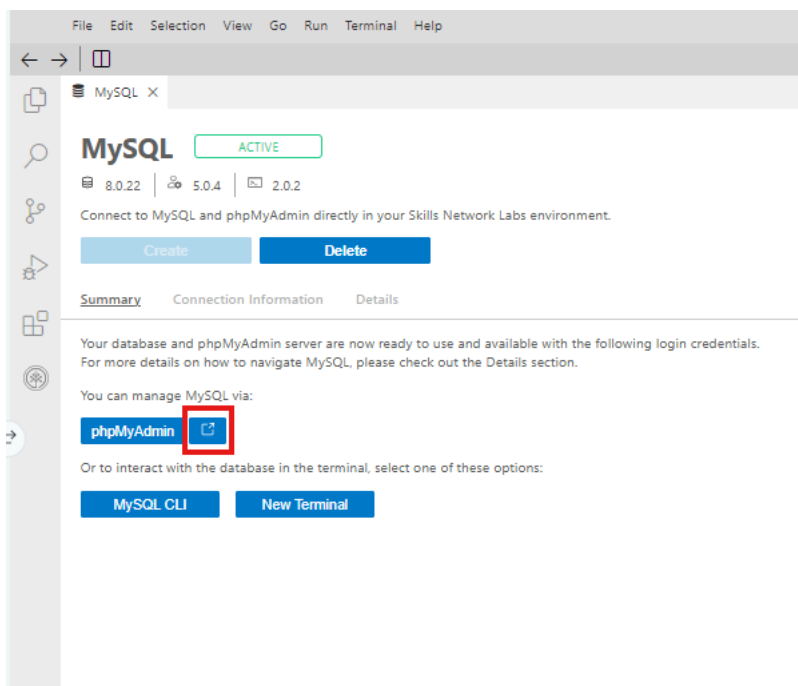 File Edit Selection View Go Run Terminal Help
MySQL
MySQL ACTIVE
8.0.22 5.0.4 2.0.2
Connect to MySQL and phpMyAdmin directly in your Skills Network Labs environment.
Create Delete
Summary Connection Information Details
Your database and phpMyAdmin server are now ready to use and available with the following login credentials.
For more details on how to navigate MySQL, please check out the Details section.
You can manage MySQL via:
phpMyAdmin
Or to interact with the database in the terminal, select one of these options:
MySQL CLI New Terminal